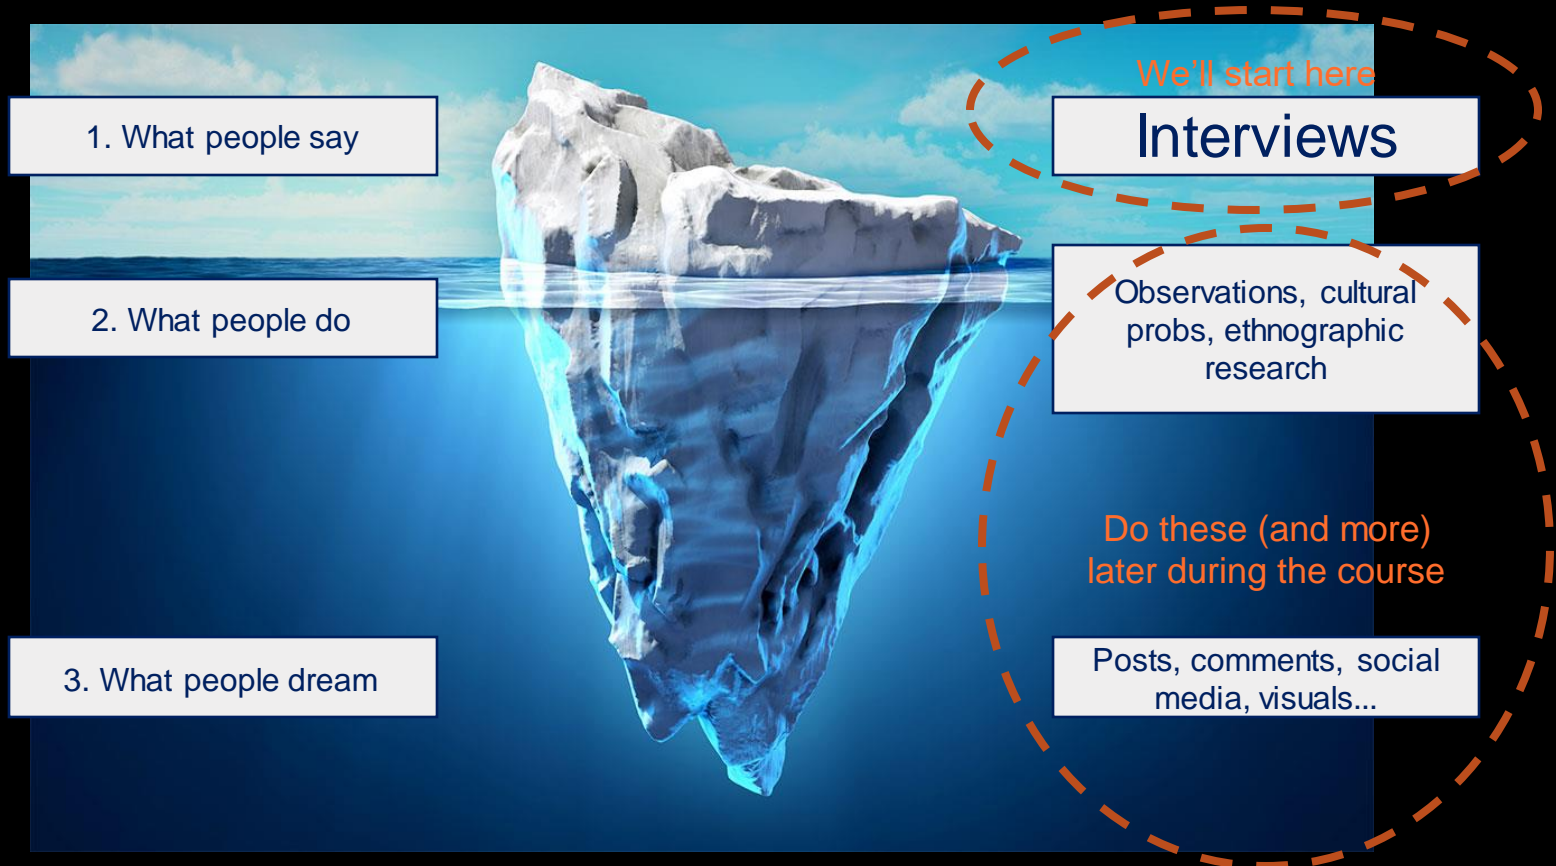 We'll start here
1. What people say
Interviews
2. What people do
Observations, cultural
probs, ethnographic
research
Do these (and more)
later during the course
3. What people dream
Posts, comments, social
media, visuals...